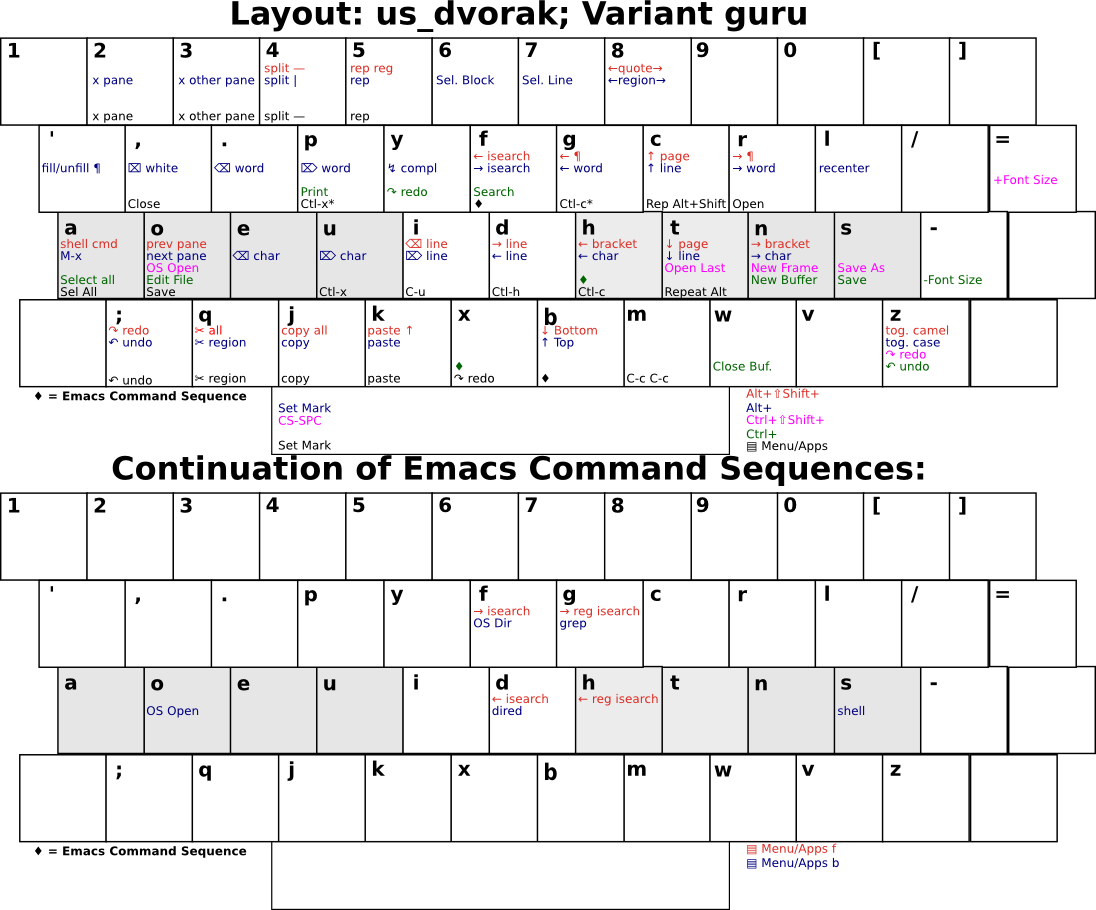 Layout: us_dvorak; Variant guru
1 2 3 4 5 6 7 8 9 0 [ ]
split — rep reg ←quote→
x pane x other pane split | rep Sel. Block Sel. Line ←region→
x pane x other pane split — rep
' , . p y f g c r l / =
← isearch ← ¶ ↑ page → ¶
fill/unfill ¶ ⌧ white ⌫ word ⌦ word ↯ compl → isearch ← word ↑ line → word recenter
+Font Size
Print ↷ redo Search
Close Ctl-x* ♦ Ctl-c* Rep Alt+Shift Open
a o e u i d h t n s -
shell cmd prev pane ⌫ line → line ← bracket ↓ page → bracket
M-x next pane ⌫ char ⌦ char ⌦ line ← line ← char ↓ line → char
OS Open Open Last New Frame Save As
Select all Edit File ♦ New Buffer Save -Font Size
Sel All Save Ctl-x C-u Ctl-h Ctl-c Repeat Alt
; q j k x b m w v z
↷ redo ✂ all copy all paste ↑ ↓ Bottom tog. camel
↶ undo ✂ region copy paste ↑ Top tog. case
↷ redo
♦ Close Buf. ↶ undo
↶ undo ✂ region copy paste ↷ redo ♦ C-c C-c
♦ = Emacs Command Sequence
Set Mark
CS-SPC
Set Mark
Alt+⇧Shift+
Alt+
Ctrl+⇧Shift+
Ctrl+
▤ Menu/Apps
Continuation of Emacs Command Sequences:
1 2 3 4 5 6 7 8 9 0 [ ]
' , . p y f g c r l / =
→ isearch → reg isearch
OS Dir grep
a o e u i d h t n s -
← isearch ← reg isearch
OS Open dired shell
; q j k x b m w v z
♦ = Emacs Command Sequence
▤ Menu/Apps f
▤ Menu/Apps b